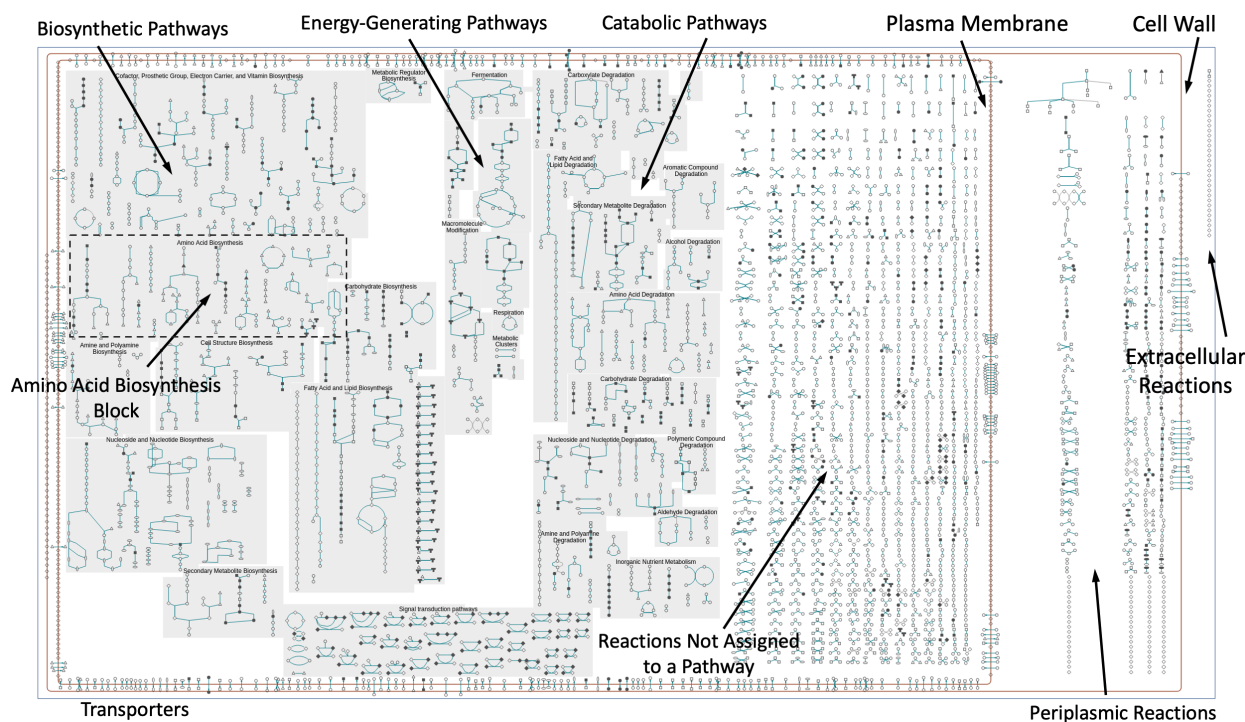 Biosynthetic Pathways
Energy-Generating Pathways
Catabolic Pathways
Plasma Membrane
Cell Wall
Cofactor, Prosthetic Group, Electron Carrier, and Vitamin Biosynthesis
Metabolic Regulator
Biosynthesis
Fermentation
Carboxylate Degradation
Fatty Acid and
Lipid Degradation
Aromatic Compound
Degradation
Secondary Metabolite Degradation
Macromolecule
Modification
Amino Acid Biosynthesis
Alcohol Degradation
Carbohydrate Biosynthesis
Amino Acid Degradation
Respiration
Metabolic
Clusters
Amine and Polyamine
Biosynthesis
Cell Structure Biosynthesis
Extracellular
Reactions
Amino Acid Biosynthesis
Block
Fatty Acid and Lipid Biosynthesis
Carbohydrate Degradation
Nucleoside and Nucleotide Biosynthesis
Nucleoside and Nucleotide Degradation
Polymeric Compound
Degradation
Aldehyde Degradation
Amine and Polyamine
Degradation
Inorganic Nutrient Metabolism
Secondary Metabolite Biosynthesis
Signal transduction pathways
Reactions Not Assigned
to a Pathway
Transporters
Periplasmic Reactions